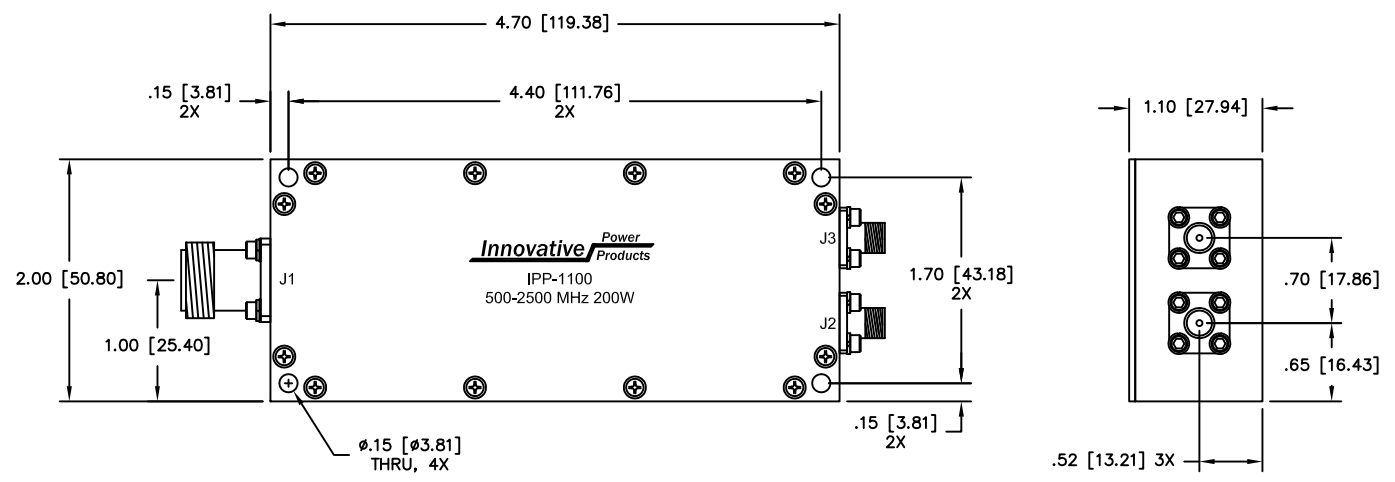 4.70 [119.38]
.15 [3.81]
2X
4.40 [111.76]
2X
1.10 [27.94]
2.00 [50.80]
J1
1.00 [25.40]
Innovative Power Products
IPP-1100
500-2500 MHz 200W
J3
J2
1.70 [43.18]
2X
.70 [17.86]
.65 [16.43]
.15 [3.81]
2X
ø.15 [ø3.81]
THRU, 4X
.52 [13.21] 3X